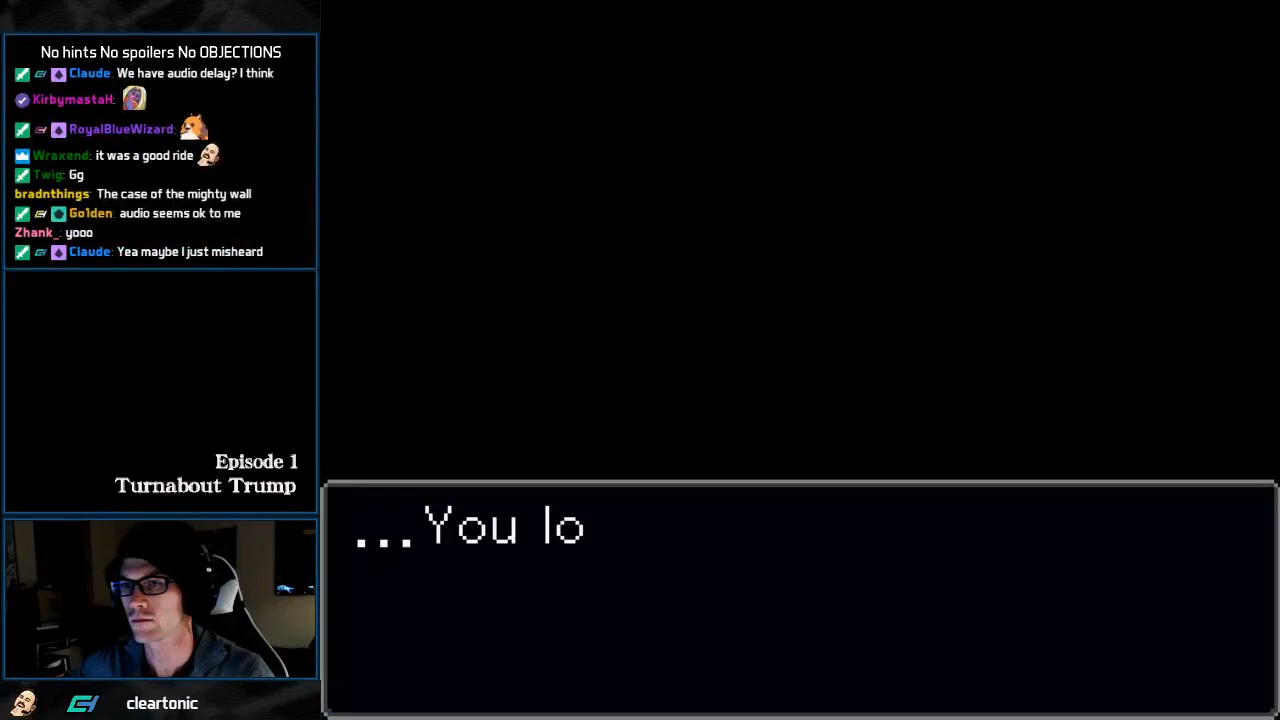 No hints No spoilers No OBJECTIONS
Claude: We have audio delay? I think
KirbymastaH:
RoyalBlueWizard:
Wraxend: it was a good ride
Twig: Gg
bradnthings: The case of the mighty wall
Golden: audio seems ok to me
Zhank_: yooo
Claude: Yea maybe I just misheard
Episode 1
Turnabout Trump
...You lo
cleartonic